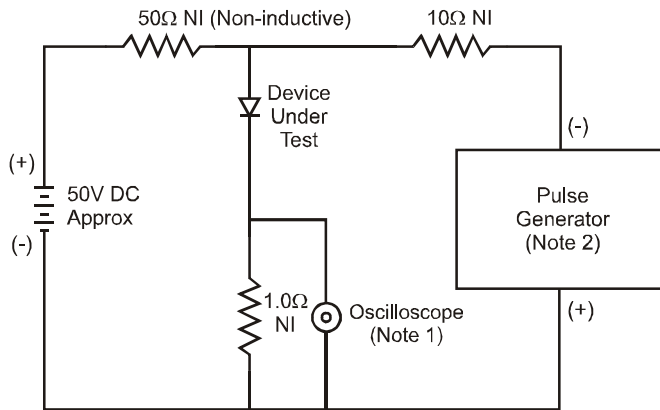 50Ω NI (Non-inductive)
10Ω NI
Device
Under
Test
(+)
50V DC
Approx
(-)
(-)
Pulse
Generator
(Note 2)
(+)
1.0Ω
NI
Oscilloscope
(Note 1)